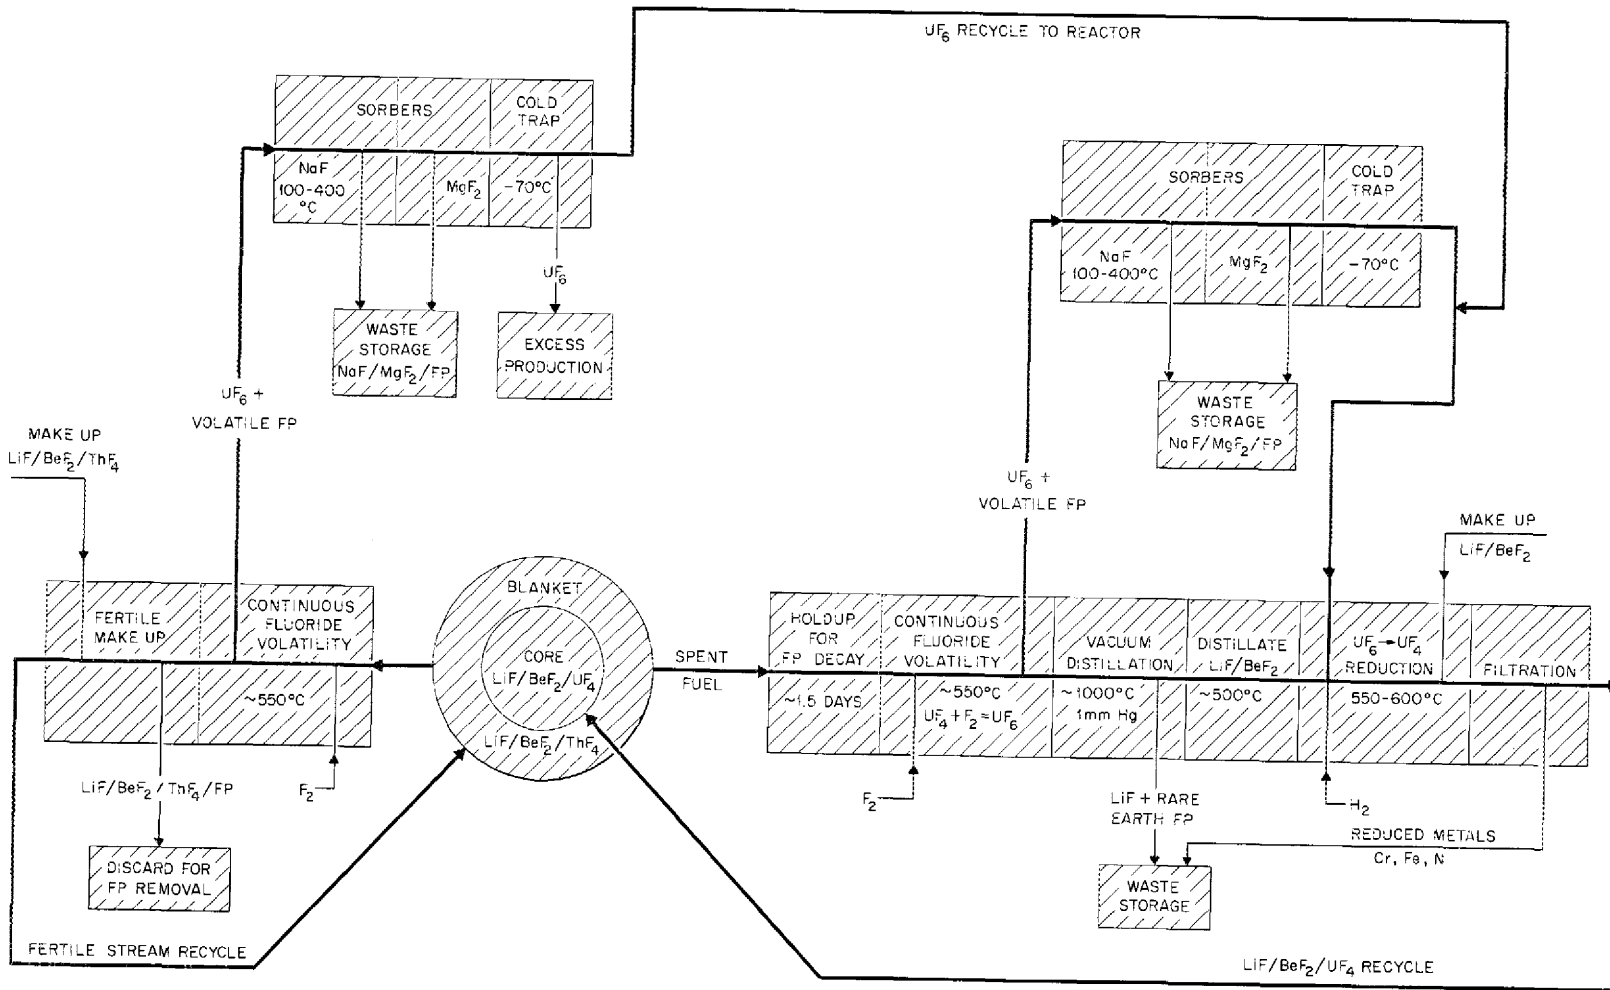 UF₆ RECYCLE TO REACTOR
SORBERS
COLD
TRAP
NaF
100-400
°C
MgF₂
-70°C
UF₆
WASTE
STORAGE
NaF/MgF₂/FP
EXCESS
PRODUCTION
UF₆ +
VOLATILE FP
SORBERS
COLD
TRAP
NaF
100-400°C
MgF₂
-70°C
WASTE
STORAGE
NaF/MgF₂/FP
UF₆ +
VOLATILE FP
MAKE UP
LiF/BeF₂/ThF₄
FERTILE
MAKE UP
CONTINUOUS
FLUORIDE
VOLATILITY
~550°C
F₂
LiF/BeF₂/ThF₄/FP
DISCARD FOR
FP REMOVAL
FERTILE STREAM RECYCLE
BLANKET
CORE
LiF/BeF₂/UF₄
LiF/BeF₂/ThF₄
SPENT
FUEL
HOLDUP
FOR
FP DECAY
~1.5 DAYS
CONTINUOUS
FLUORIDE
VOLATILITY
~550°C
UF₄+F₂=UF₆
F₂
VACUUM
DISTILLATION
~1000°C
1mm Hg
LiF + RARE
EARTH FP
WASTE
STORAGE
DISTILLATE
LiF/BeF₂
~500°C
MAKE UP
LiF/BeF₂
UF₆→UF₄
REDUCTION
550-600°C
H₂
FILTRATION
REDUCED METALS
Cr, Fe, N
LiF/BeF₂/UF₄ RECYCLE